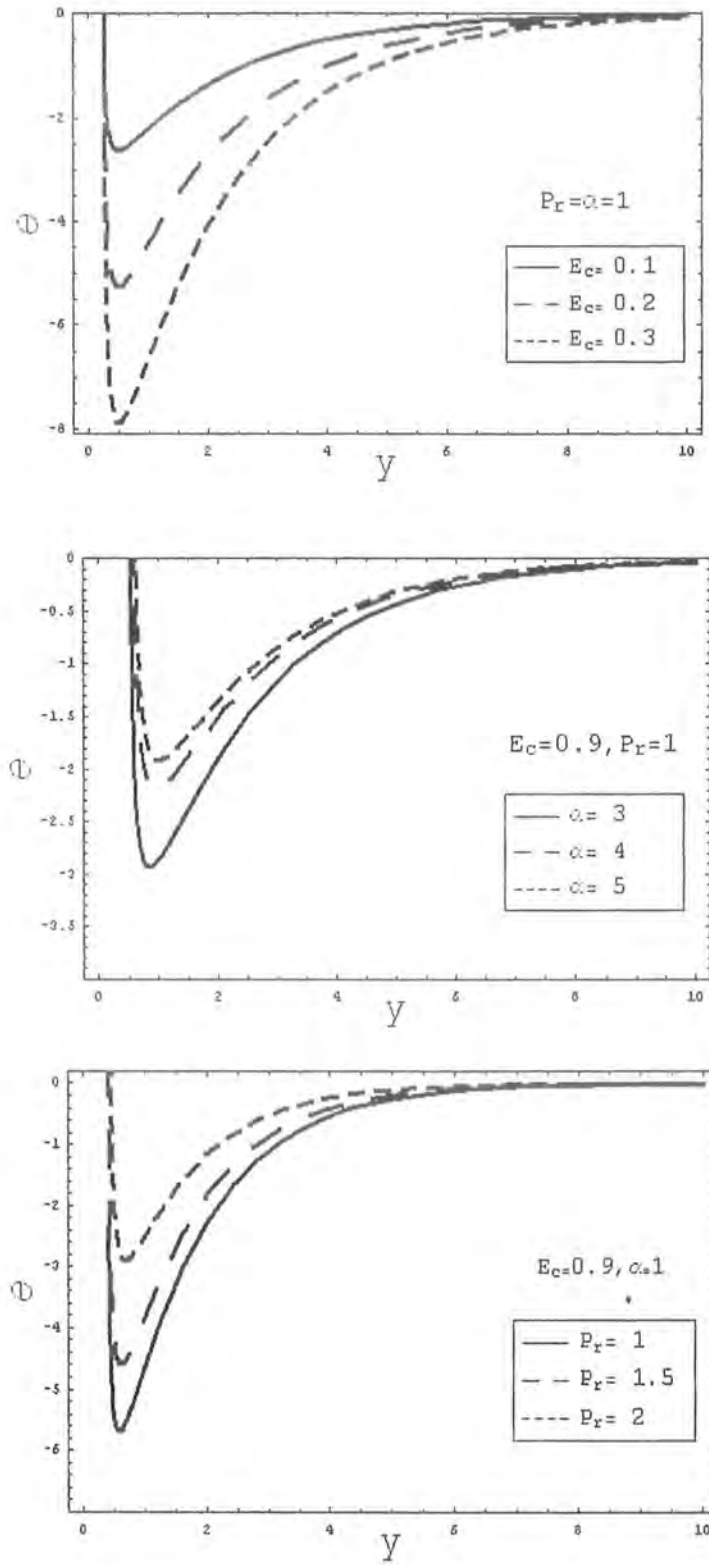 0
-2
-4
-6
-8
e
Pr=α=1
Ec= 0.1
Ec= 0.2
Ec= 0.3
0 2 4 6 8 10
y
0
-0.5
-1
-1.5
-2
-2.5
-3
-3.5
e
Ec=0.9, Pr=1
α= 3
α= 4
α= 5
0 2 4 6 8 10
y
0
-1
-2
-3
-4
-5
-6
e
Ec=0.9, α=1
Pr= 1
Pr= 1.5
Pr= 2
0 2 4 6 8 10
y